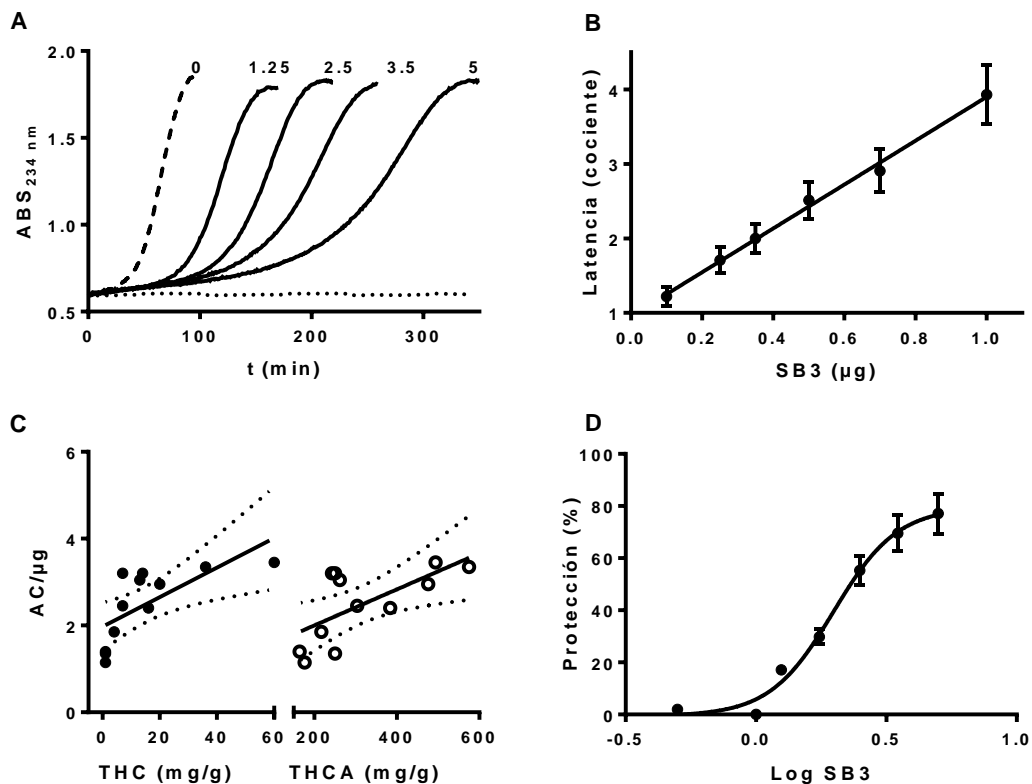 A
ABS234 nm
2.0
1.5
1.0
0.5
0 1.25 2.5 3.5 5
0 100 200 300
t (min)
B
Latencia (cociente)
4
3
2
1
0.0 0.2 0.4 0.6 0.8 1.0
SB3 (µg)
C
AC/µg
6
4
2
0
0 20 40 60 200 400 600
THC (mg/g) THCA (mg/g)
D
Protección (%)
100
80
60
40
20
0
-0.5 0.0 0.5 1.0
Log SB3